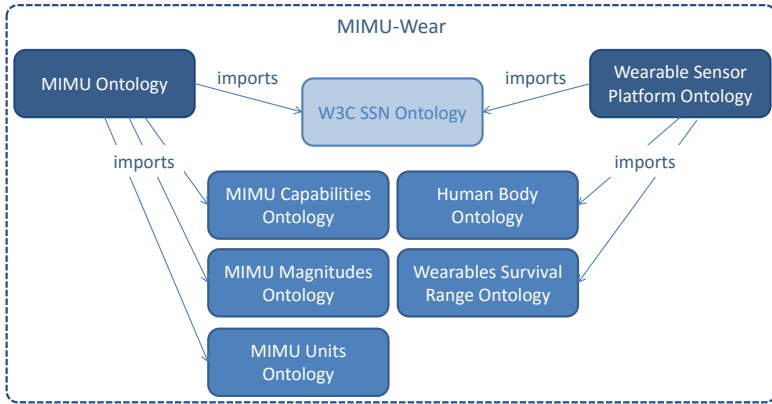 MIMU-Wear
MIMU Ontology
imports
imports
Wearable Sensor
Platform Ontology
W3C SSN Ontology
imports
imports
MIMU Capabilities
Ontology
Human Body
Ontology
MIMU Magnitudes
Ontology
Wearables Survival
Range Ontology
MIMU Units
Ontology